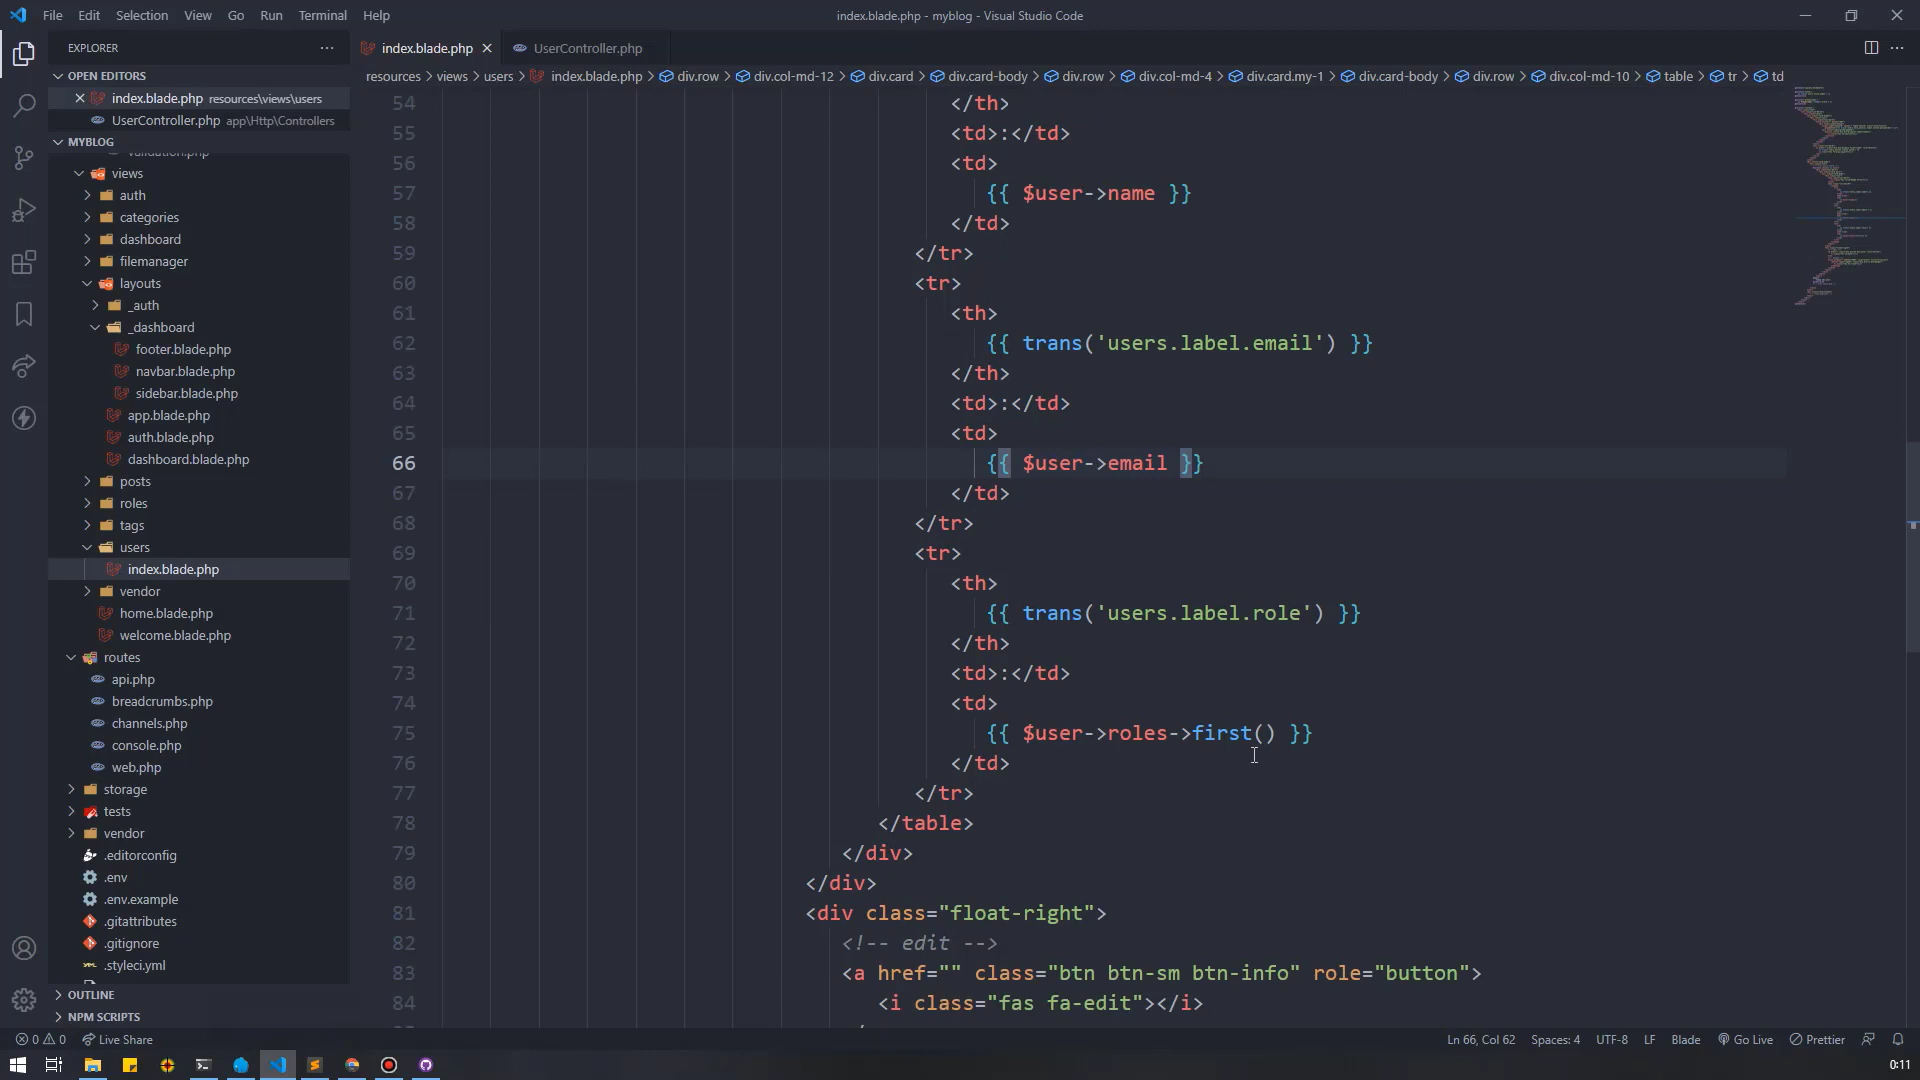 File Edit Selection View Go Run Terminal Help
index.blade.php - myblog - Visual Studio Code
EXPLORER
OPEN EDITORS
index.blade.php resources\views\users
UserController.php app\Http\Controllers
MYBLOG
validation.php
views
auth
categories
dashboard
filemanager
layouts
_auth
_dashboard
footer.blade.php
navbar.blade.php
sidebar.blade.php
app.blade.php
auth.blade.php
dashboard.blade.php
posts
roles
tags
users
index.blade.php
vendor
home.blade.php
welcome.blade.php
routes
api.php
breadcrumbs.php
channels.php
console.php
web.php
storage
tests
vendor
.editorconfig
.env
.env.example
.gitattributes
.gitignore
.styleci.yml
OUTLINE
NPM SCRIPTS
index.blade.php
UserController.php
resources > views > users > index.blade.php > div.row > div.col-md-12 > div.card > div.card-body > div.row > div.col-md-4 > div.card.my-1 > div.card-body > div.row > div.col-md-10 > table > tr > td
54 </th>
55 <td>:</td>
56 <td>
57 {{ $user->name }}
58 </td>
59 </tr>
60 <tr>
61 <th>
62 {{ trans('users.label.email') }}
63 </th>
64 <td>:</td>
65 <td>
66 {{ $user->email }}
67 </td>
68 </tr>
69 <tr>
70 <th>
71 {{ trans('users.label.role') }}
72 </th>
73 <td>:</td>
74 <td>
75 {{ $user->roles->first() }}
76 </td>
77 </tr>
78 </table>
79 </div>
80 </div>
81 <div class="float-right">
82 <!-- edit -->
83 <a href="" class="btn btn-sm btn-info" role="button">
84 <i class="fas fa-edit"></i>
0 0 Live Share
Ln 66, Col 62 Spaces: 4 UTF-8 LF Blade Go Live Prettier
0:11